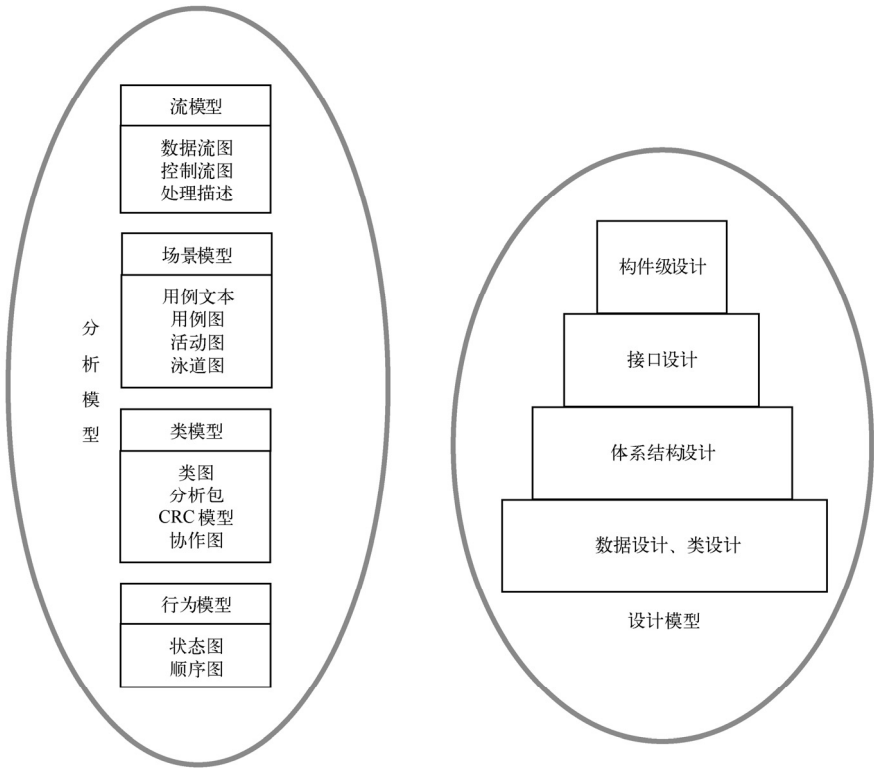 流模型
数据流图
控制流图
处理描述
场景模型
用例文本
用例图
活动图
泳道图
分析模型
类模型
类图
分析包
CRC 模型
协作图
行为模型
状态图
顺序图
构件级设计
接口设计
体系结构设计
数据设计、类设计
设计模型